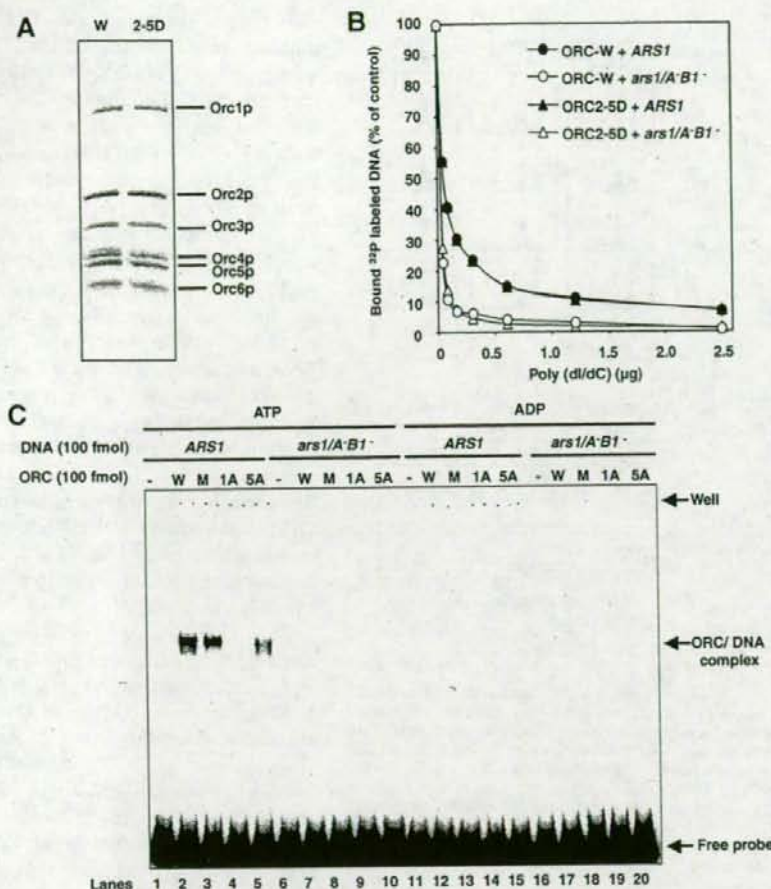 A
W 2-5D
Orc1p
Orc2p
Orc3p
Orc4p
Orc5p
Orc6p
B
Bound ³²P labeled DNA (% of control)
100
90
80
70
60
50
40
30
20
10
0
0 0.5 1.0 1.5 2.0 2.5
Poly (dI/dC) (µg)
ORC-W + ARS1
ORC-W + ars1/A⁻B1⁻
ORC2-5D + ARS1
ORC2-5D + ars1/A⁻B1⁻
C
ATP ADP
DNA (100 fmol) ARS1 ars1/A⁻B1⁻ ARS1 ars1/A⁻B1⁻
ORC (100 fmol) - W M 1A 5A - W M 1A 5A - W M 1A 5A - W M 1A 5A
Well
ORC/ DNA
complex
Free probe
Lanes 1 2 3 4 5 6 7 8 9 10 11 12 13 14 15 16 17 18 19 20